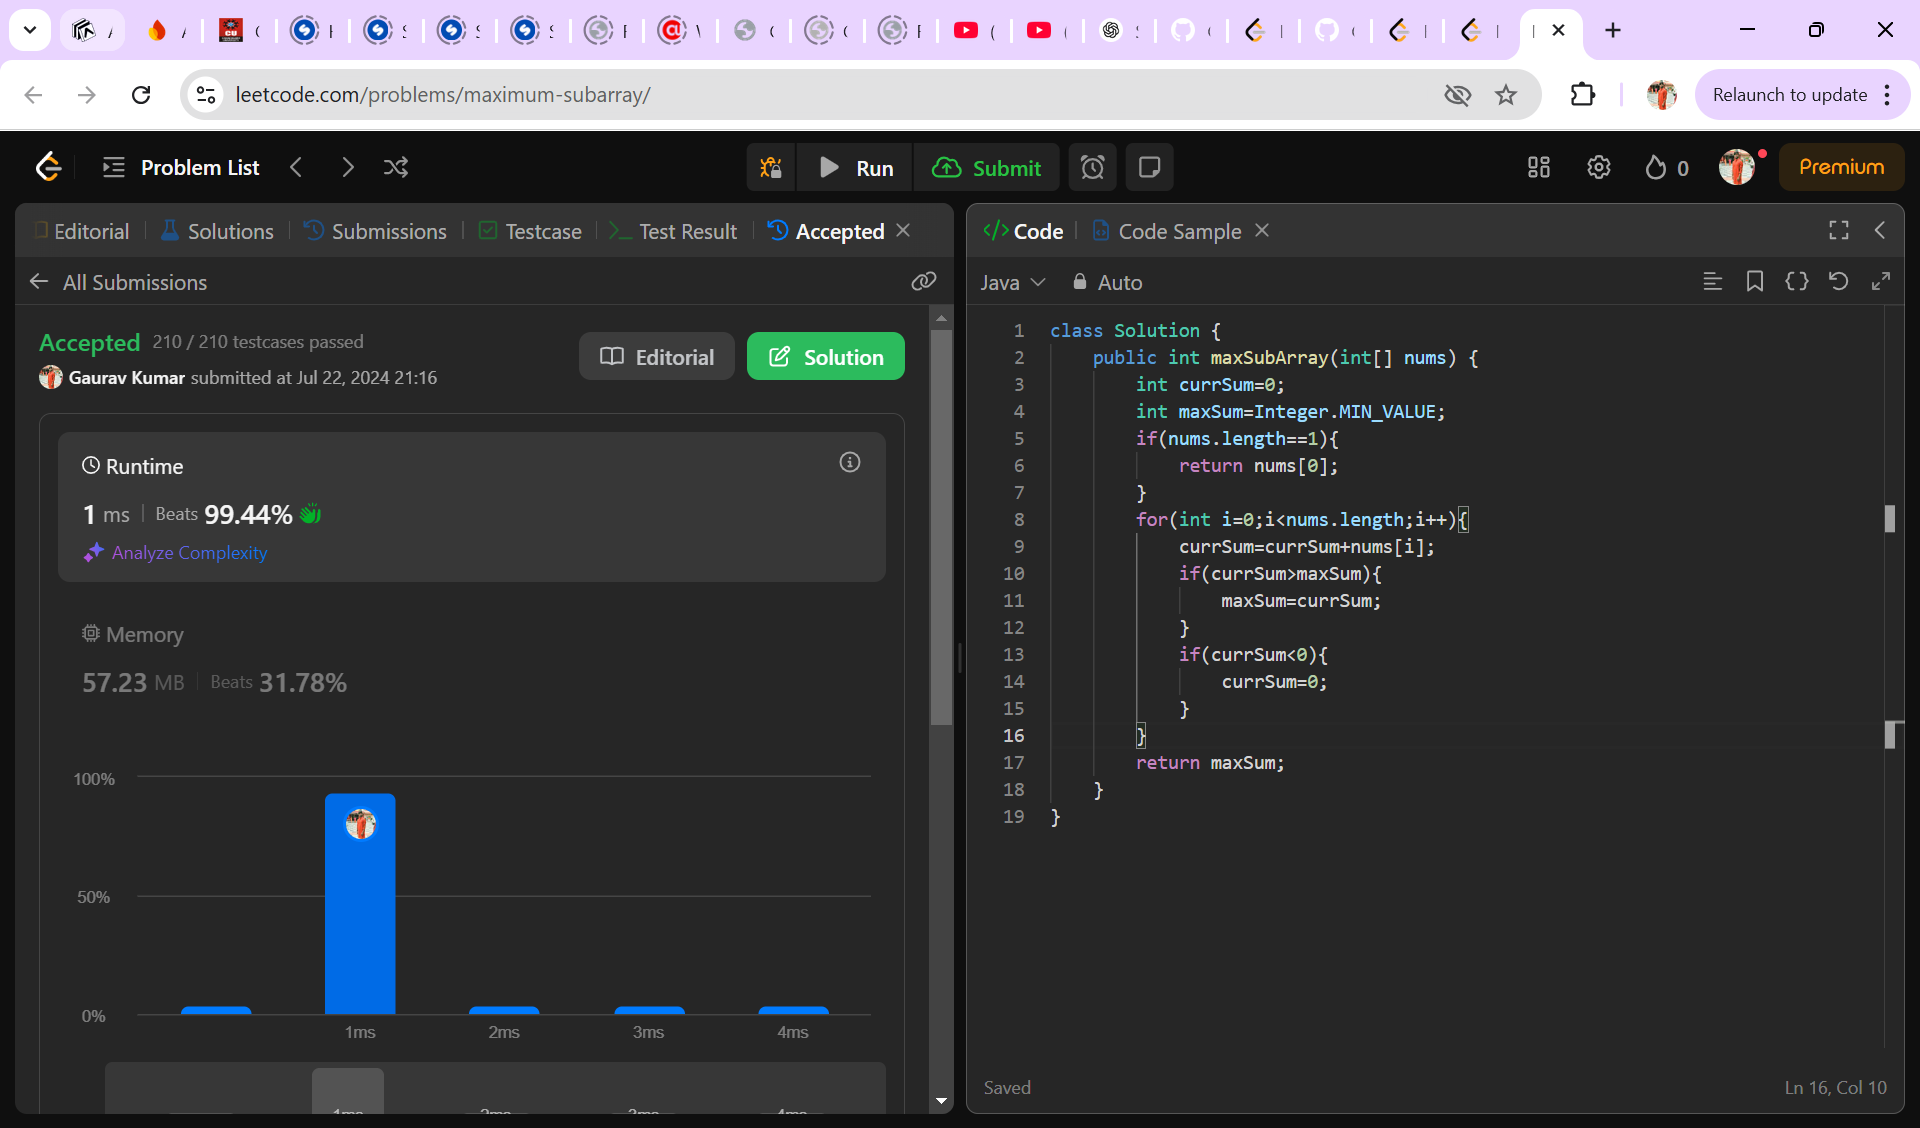 leetcode.com/problems/maximum-subarray/
Relaunch to update
Problem List
Run
Submit
0
Premium
Editorial
Solutions
Submissions
Testcase
Test Result
Accepted
All Submissions
Accepted 210 / 210 testcases passed
Gaurav Kumar submitted at Jul 22, 2024 21:16
Editorial
Solution
Runtime
1 ms Beats 99.44%
Analyze Complexity
Memory
57.23 MB Beats 31.78%
100%
50%
0%
1ms 2ms 3ms 4ms
1ms 2ms 3ms 4ms
</> Code
Code Sample
Java
Auto
1 class Solution {
2 public int maxSubArray(int[] nums) {
3 int currSum=0;
4 int maxSum=Integer.MIN_VALUE;
5 if(nums.length==1){
6 return nums[0];
7 }
8 for(int i=0;i<nums.length;i++){
9 currSum=currSum+nums[i];
10 if(currSum>maxSum){
11 maxSum=currSum;
12 }
13 if(currSum<0){
14 currSum=0;
15 }
16 }
17 return maxSum;
18 }
19 }
Saved
Ln 16, Col 10